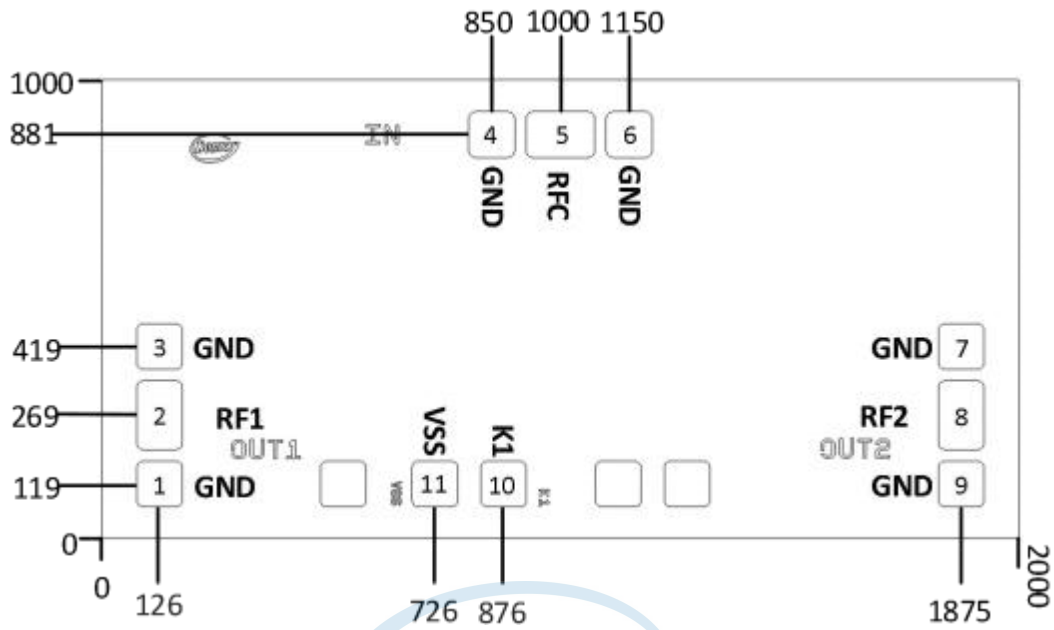 850 1000 1150
1000
881
IN
4 5 6
GND RFC GND
419
3 GND
GND 7
269
2 RF1
RF2 8
OUT1
OUT2
VSS K1
119
1 GND
VSS 11 10 K1
GND 9
0
0
126
726 876
1875
2000